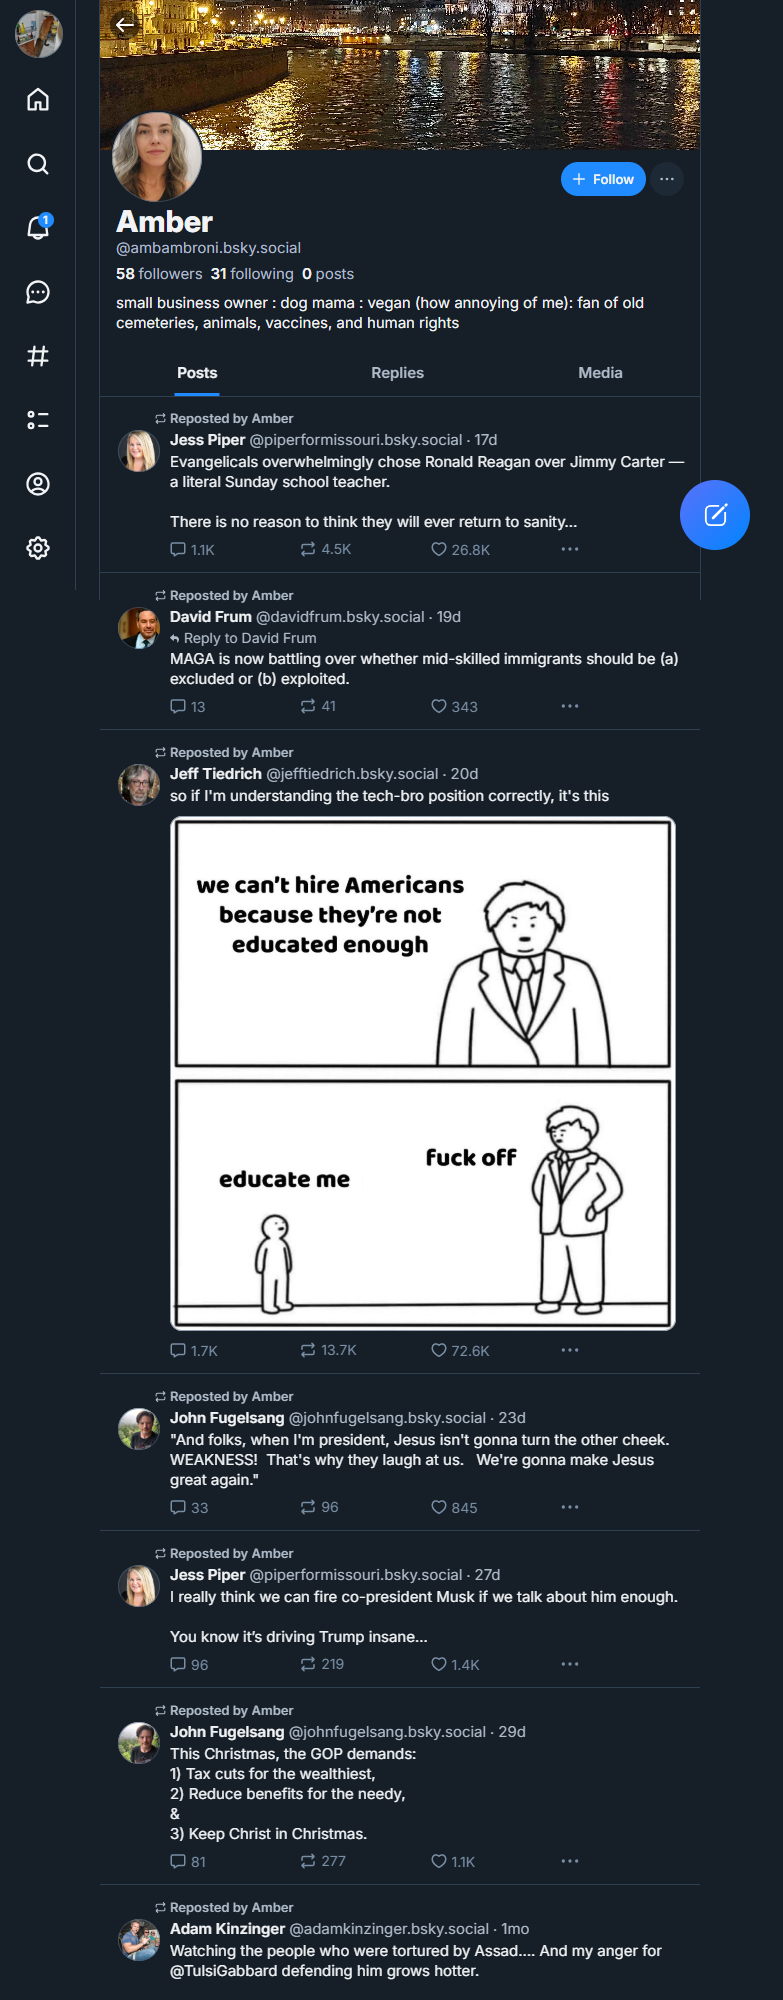 1
+ Follow
Amber
@ambambroni.bsky.social
58 followers 31 following 0 posts
small business owner : dog mama : vegan (how annoying of me): fan of old
cemeteries, animals, vaccines, and human rights
Posts Replies Media
Reposted by Amber
Jess Piper @piperformissouri.bsky.social · 17d
Evangelicals overwhelmingly chose Ronald Reagan over Jimmy Carter —
a literal Sunday school teacher.
There is no reason to think they will ever return to sanity...
1.1K 4.5K 26.8K
Reposted by Amber
David Frum @davidfrum.bsky.social · 19d
Reply to David Frum
MAGA is now battling over whether mid-skilled immigrants should be (a)
excluded or (b) exploited.
13 41 343
Reposted by Amber
Jeff Tiedrich @jefftiedrich.bsky.social · 20d
so if I'm understanding the tech-bro position correctly, it's this
we can't hire Americans
because they're not
educated enough
fuck off
educate me
1.7K 13.7K 72.6K
Reposted by Amber
John Fugelsang @johnfugelsang.bsky.social · 23d
"And folks, when I'm president, Jesus isn't gonna turn the other cheek.
WEAKNESS!  That's why they laugh at us.   We're gonna make Jesus
great again."
33 96 845
Reposted by Amber
Jess Piper @piperformissouri.bsky.social · 27d
I really think we can fire co-president Musk if we talk about him enough.
You know it's driving Trump insane...
96 219 1.4K
Reposted by Amber
John Fugelsang @johnfugelsang.bsky.social · 29d
This Christmas, the GOP demands:
1) Tax cuts for the wealthiest,
2) Reduce benefits for the needy,
&
3) Keep Christ in Christmas.
81 277 1.1K
Reposted by Amber
Adam Kinzinger @adamkinzinger.bsky.social · 1mo
Watching the people who were tortured by Assad.... And my anger for
@TulsiGabbard defending him grows hotter.